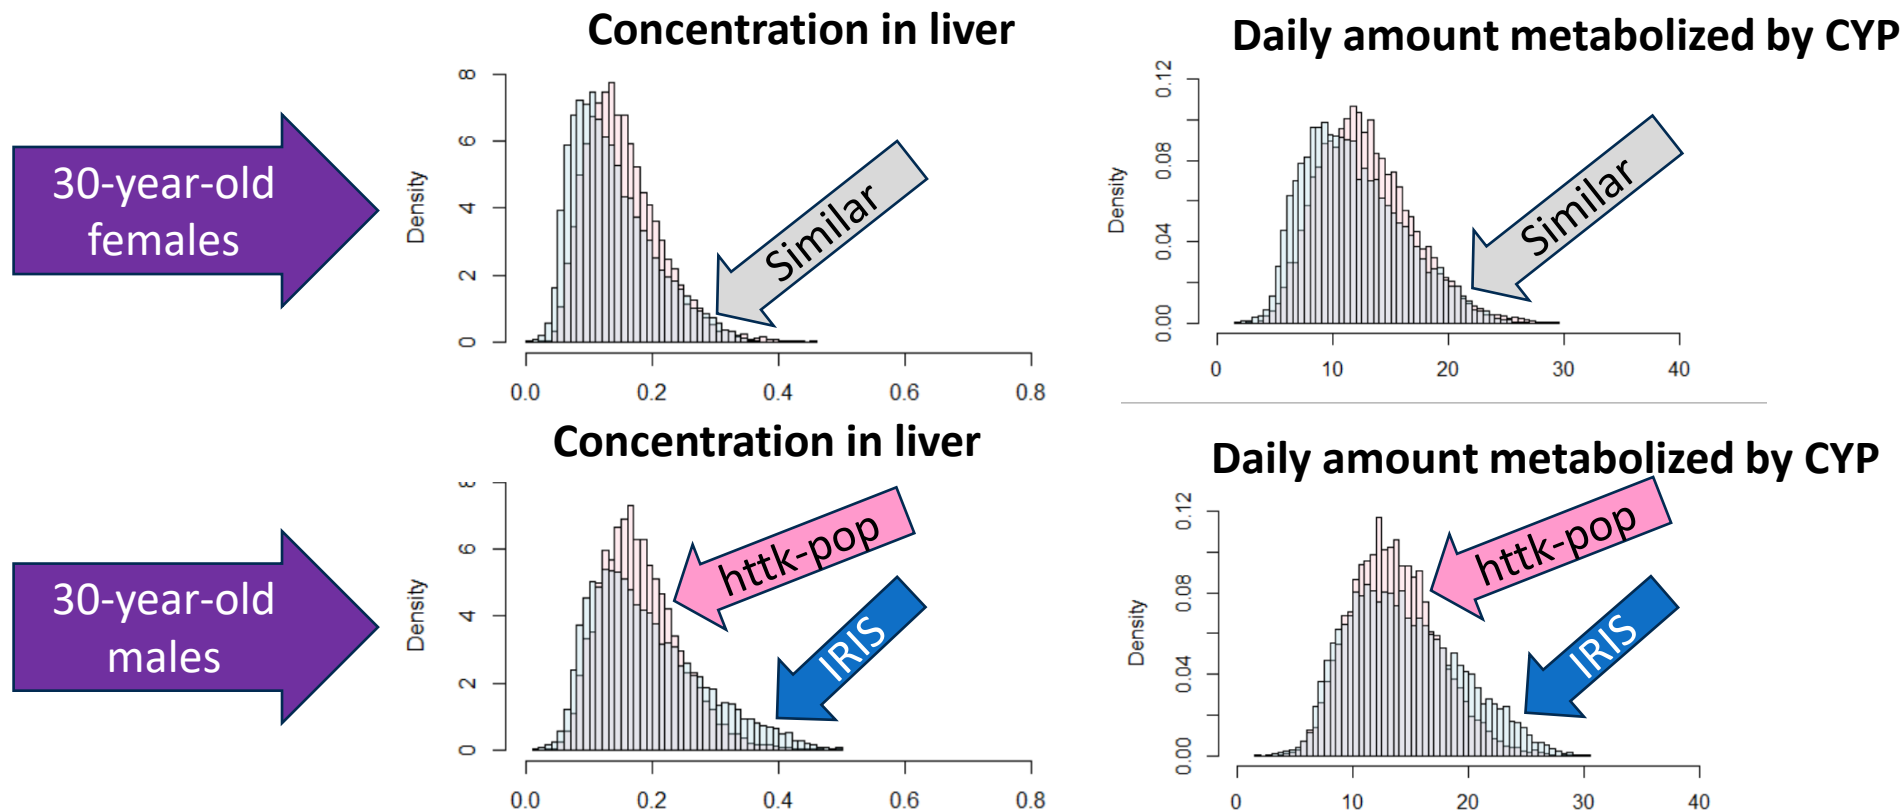 Concentration in liver
Daily amount metabolized by CYP
30-year-old
females
Density
0 2 4 6 8
0.0 0.2 0.4 0.6 0.8
Similar
Density
0.00 0.04 0.08 0.12
0 10 20 30 40
Similar
Concentration in liver
Daily amount metabolized by CYP
30-year-old
males
Density
0 2 4 6 8
0.0 0.2 0.4 0.6 0.8
httk-pop
IRIS
Density
0.00 0.04 0.08 0.12
0 10 20 30 40
httk-pop
IRIS